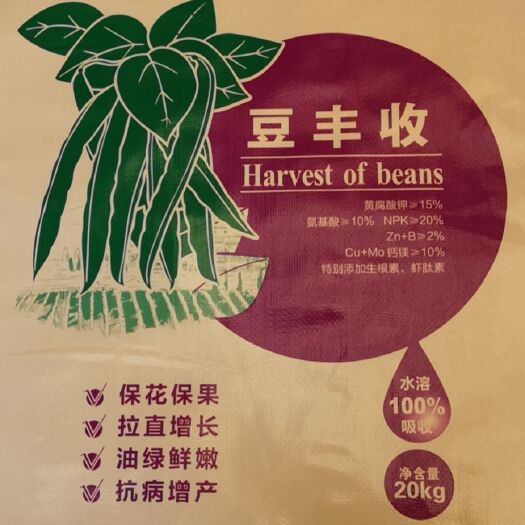 豆丰收
Harvest of beans
黄腐酸钾≥15%
氨基酸≥10% NPK≥20%
Zn+B≥2%
Cu+Mo 钙镁≥10%
特别添加生根素、虾肽素
保花保果
拉直增长
油绿鲜嫩
抗病增产
水溶
100%
吸收
净含量
20kg